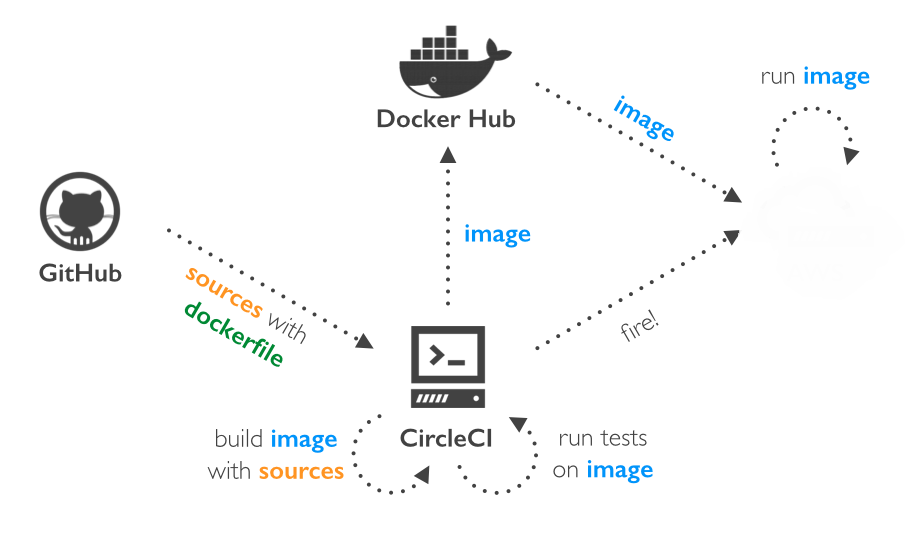 run image
image
Docker Hub
image
GitHub
sources with
dockerfile
fire!
CircleCI
build image
with sources
run tests
on image